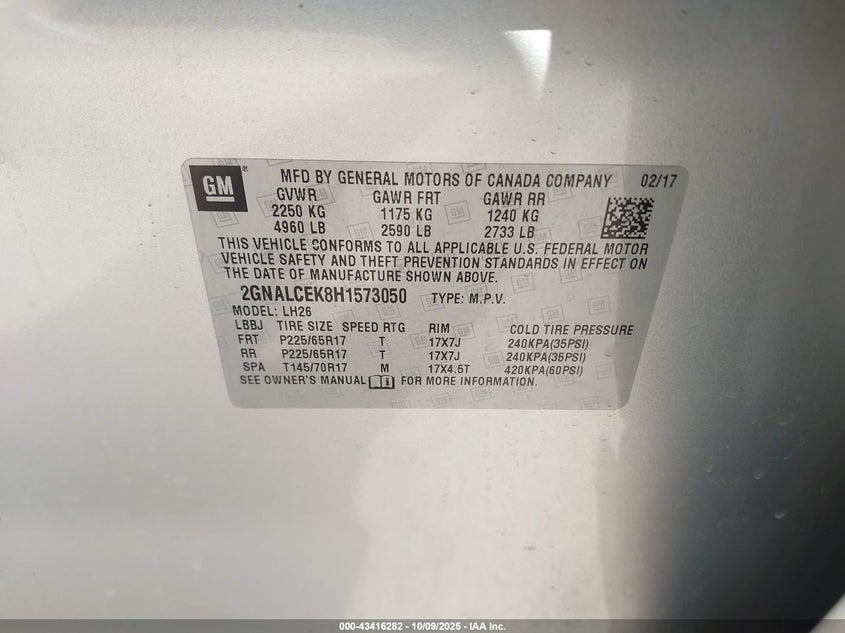 GM
MFD BY GENERAL MOTORS OF CANADA COMPANY 02/17
GVWR GAWR FRT GAWR RR
2250 KG 1175 KG 1240 KG
4960 LB 2590 LB 2733 LB
THIS VEHICLE CONFORMS TO ALL APPLICABLE U.S. FEDERAL MOTOR
VEHICLE SAFETY AND THEFT PREVENTION STANDARDS IN EFFECT ON
THE DATE OF MANUFACTURE SHOWN ABOVE.
2GNALCEK8H1573050 TYPE: M.P.V.
MODEL: LH26
LBBJ TIRE SIZE SPEED RTG RIM COLD TIRE PRESSURE
FRT P225/65R17 T 17X7J 240KPA(35PSI)
RR P225/65R17 T 17X7J 240KPA(35PSI)
SPA T145/70R17 M 17X4.5T 420KPA(60PSI)
SEE OWNER'S MANUAL FOR MORE INFORMATION.
000-43416282 - 10/09/2025 - IAA Inc.